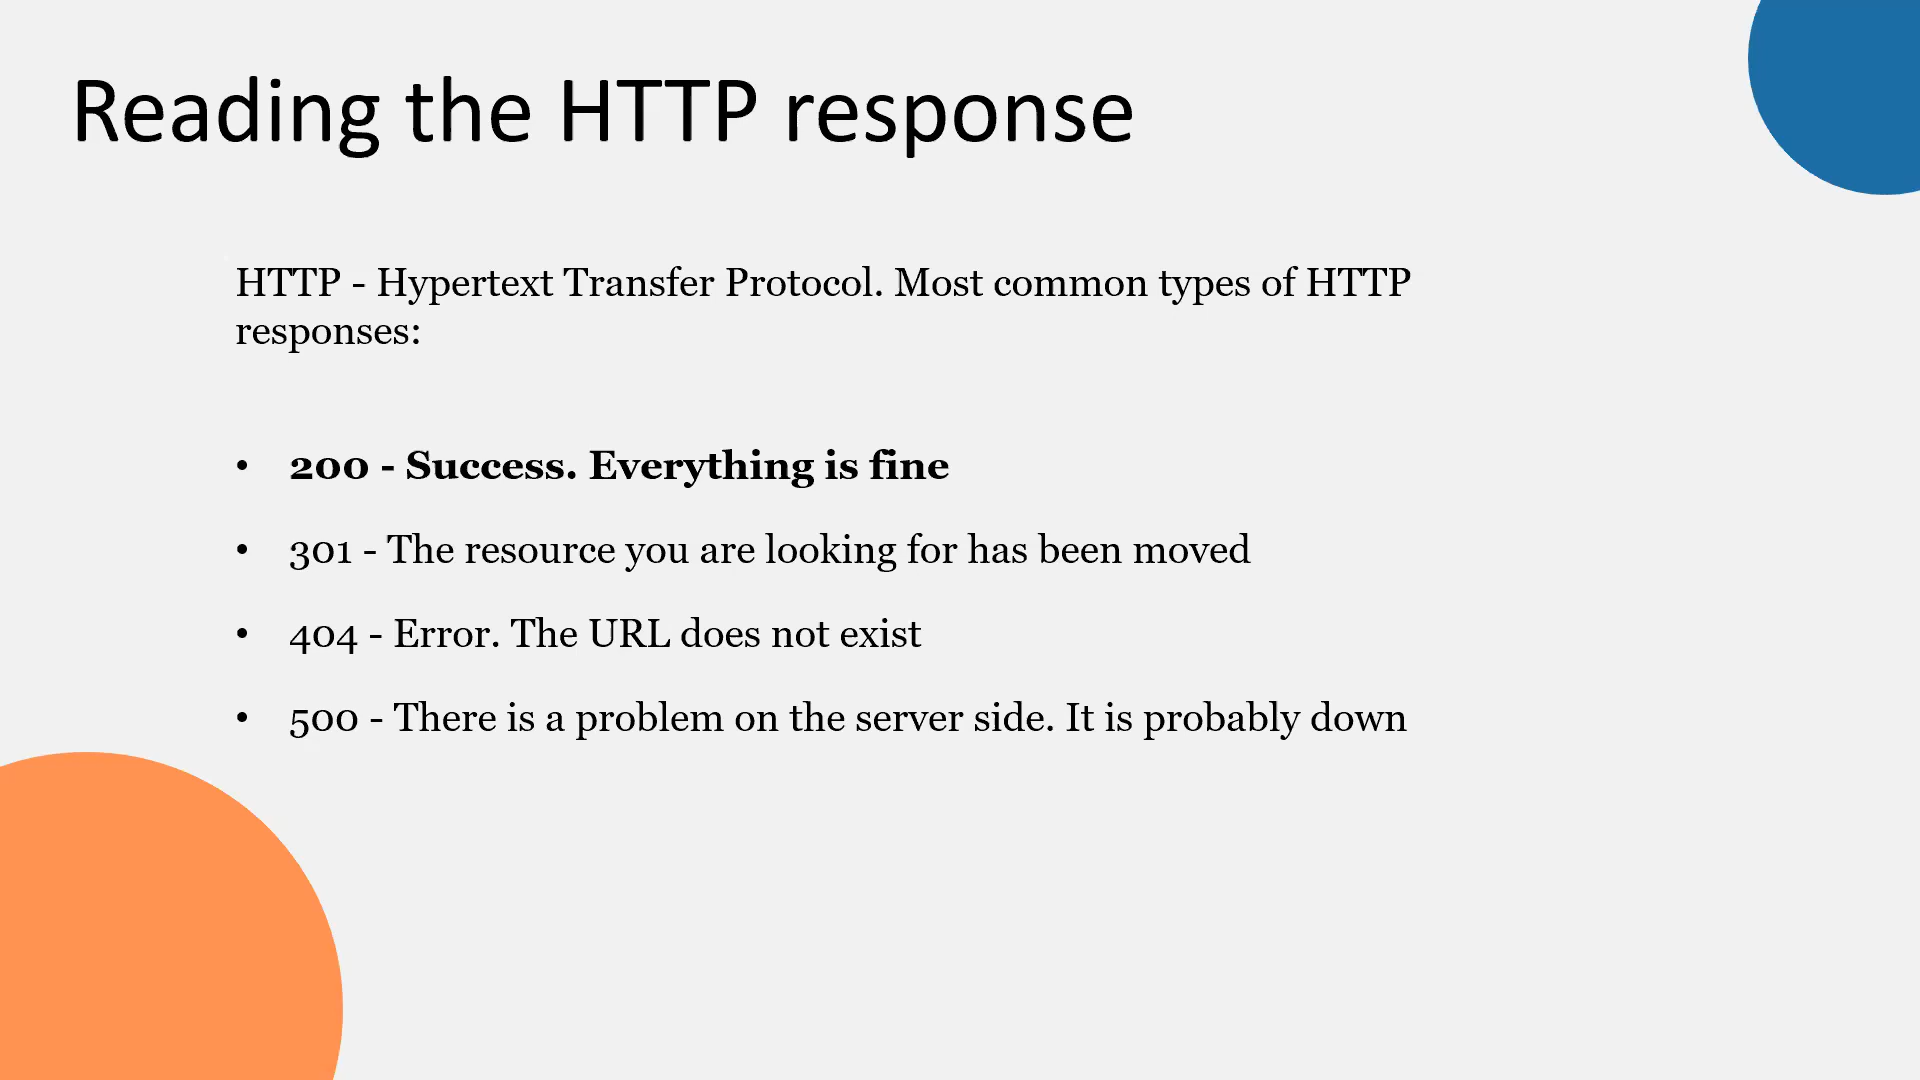 Reading the HTTP response
HTTP - Hypertext Transfer Protocol. Most common types of HTTP
responses:
• 200 - Success. Everything is fine
• 301 - The resource you are looking for has been moved
• 404 - Error. The URL does not exist
• 500 - There is a problem on the server side. It is probably down